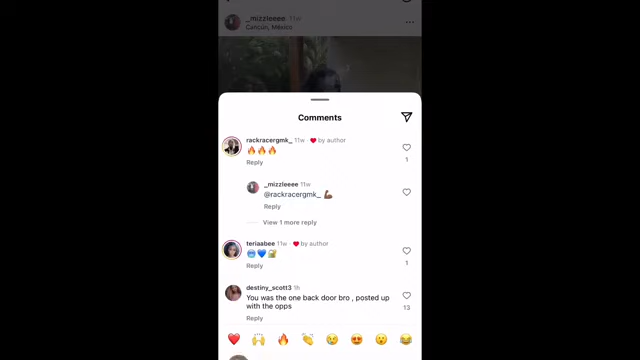 _mizzleeee 11w
Cancún, México
Comments
rackracergmk_ 11w · ❤️ by author
🔥🔥🔥
Reply
1
_mizzleeee 11w
@rackracergmk_ 💪🏾
Reply
View 1 more reply
teriaabee 11w · ❤️ by author
Reply
1
destiny_scott3 1h
You was the one back door bro , posted up
with the opps
13
Reply